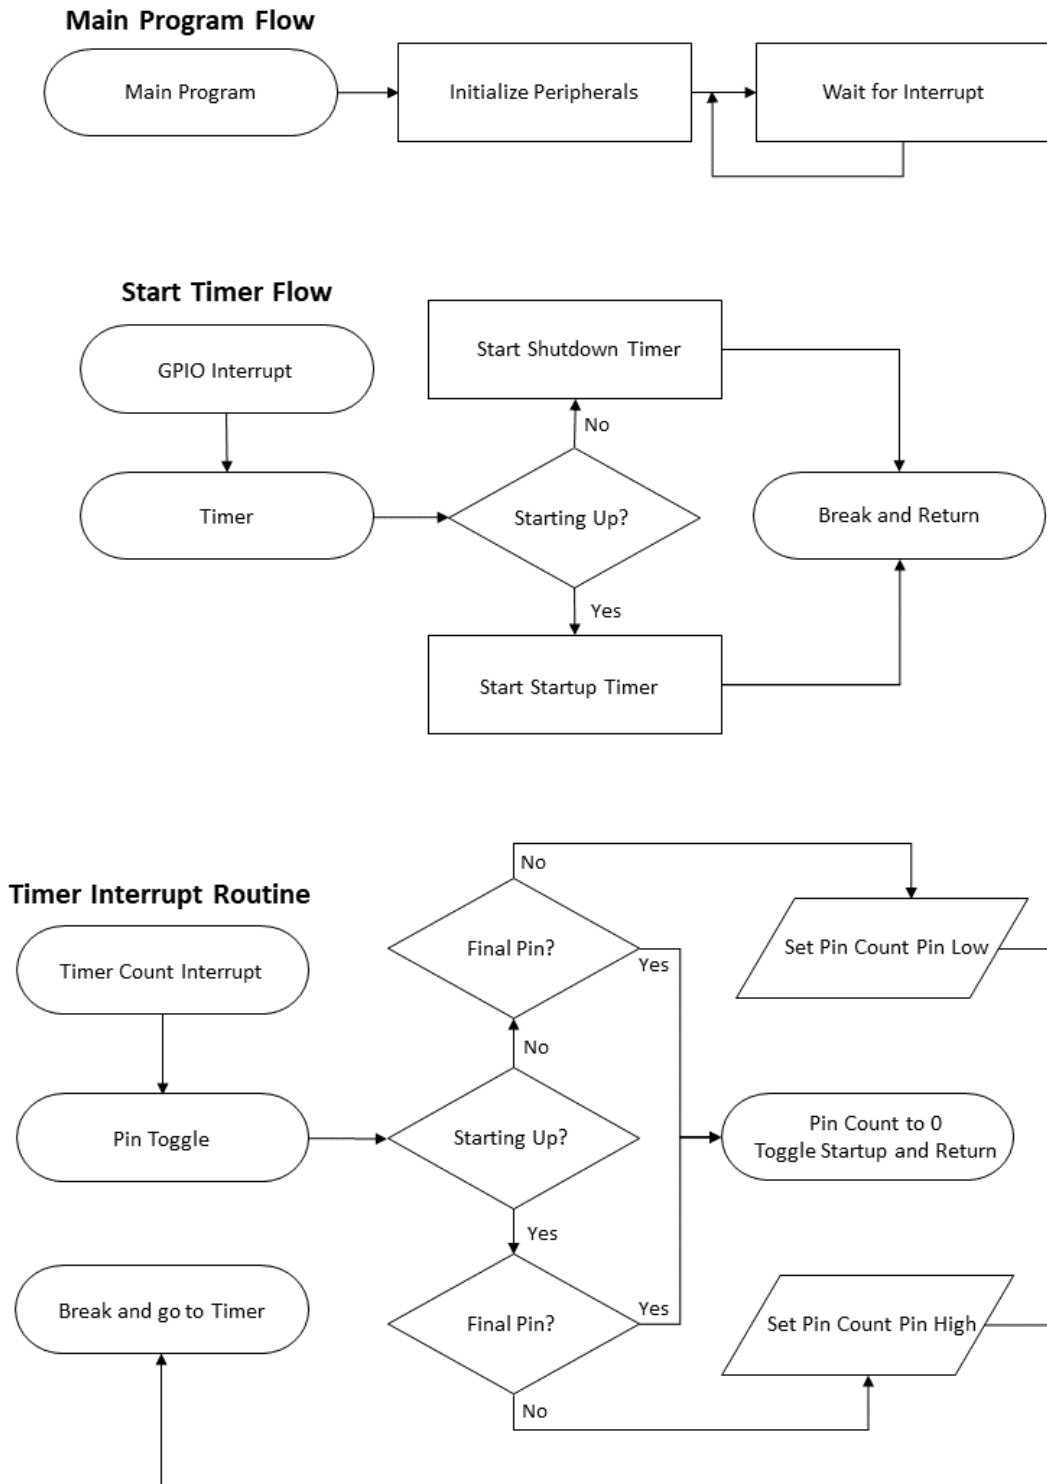 Main Program Flow
Main Program
Initialize Peripherals
Wait for Interrupt
Start Timer Flow
GPIO Interrupt
Start Shutdown Timer
No
Timer
Starting Up?
Break and Return
Yes
Start Startup Timer
Timer Interrupt Routine
No
Final Pin?
Yes
Set Pin Count Pin Low
Timer Count Interrupt
No
Pin Toggle
Starting Up?
Pin Count to 0
Toggle Startup and Return
Yes
Break and go to Timer
Final Pin?
Yes
Set Pin Count Pin High
No